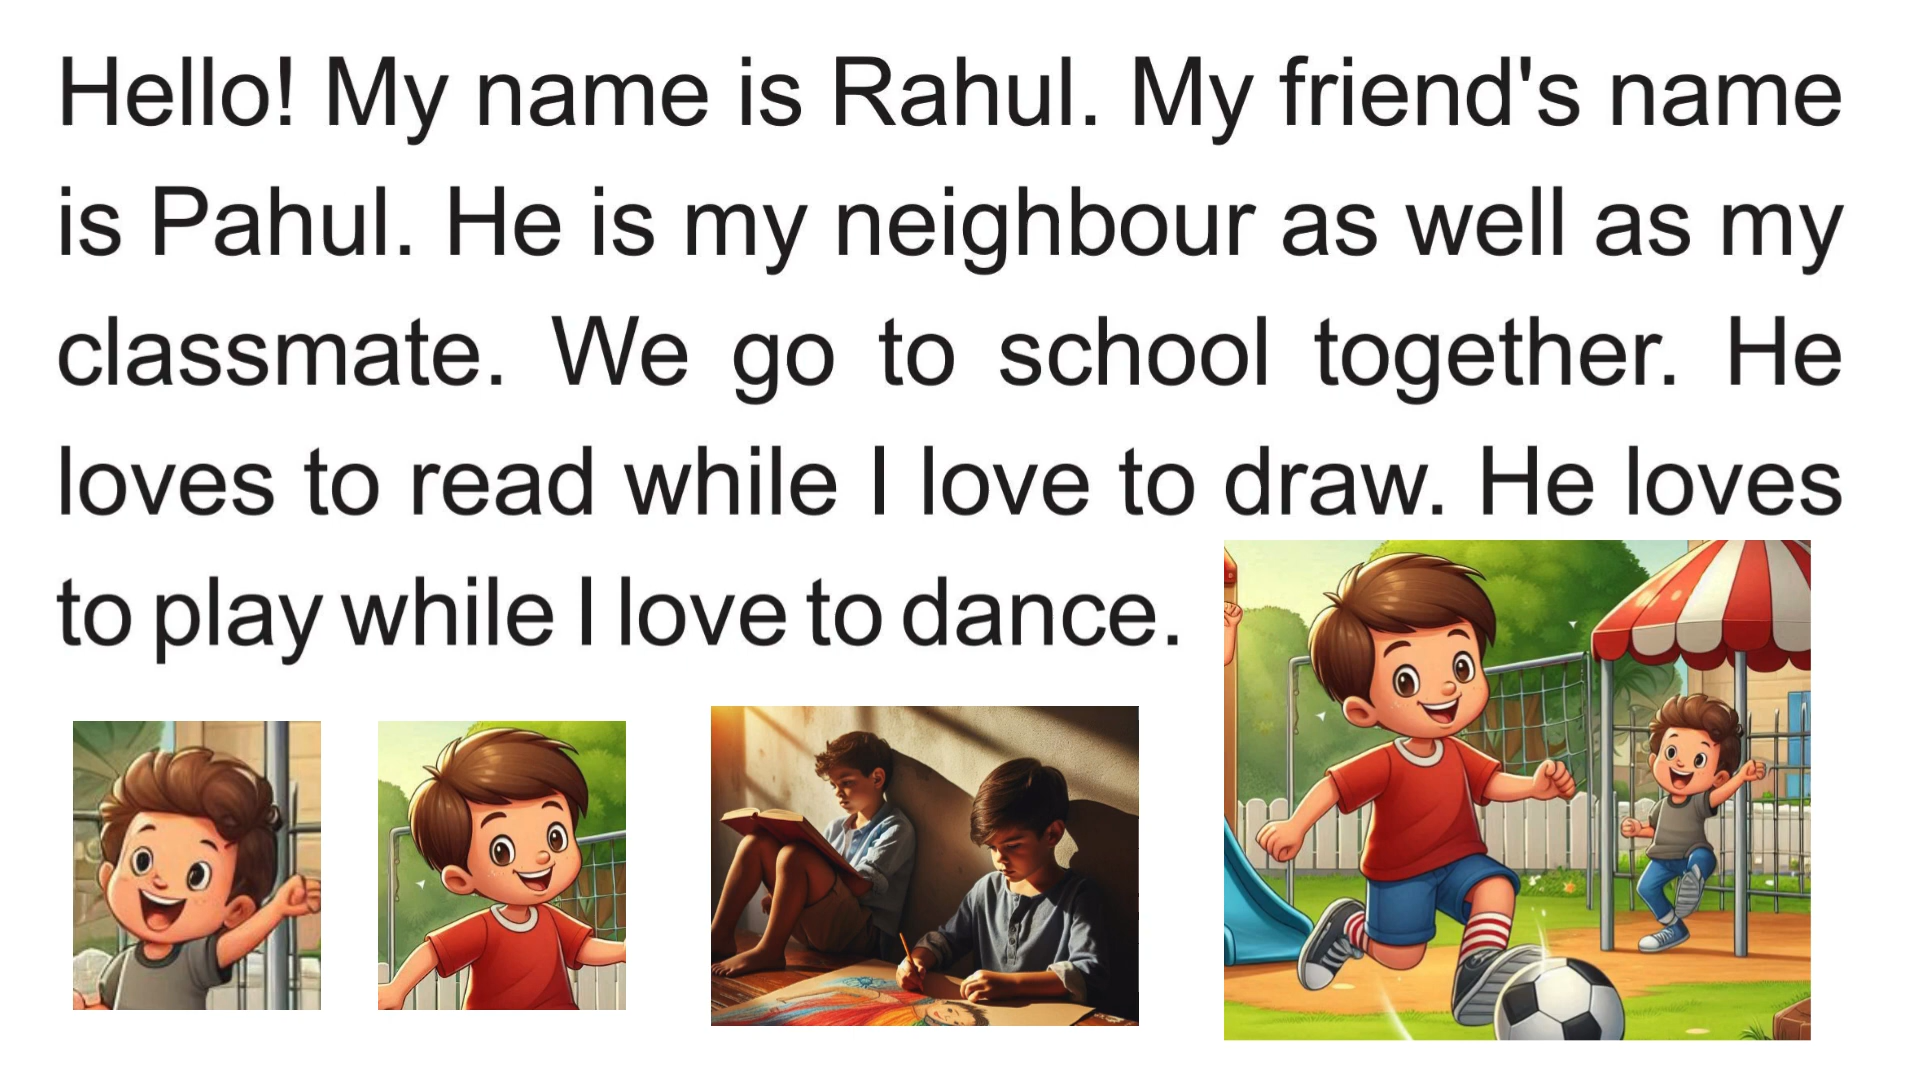 Hello! My name is Rahul. My friend's name
is Pahul. He is my neighbour as well as my
classmate. We go to school together. He
loves to read while I love to draw. He loves
to play while I love to dance.